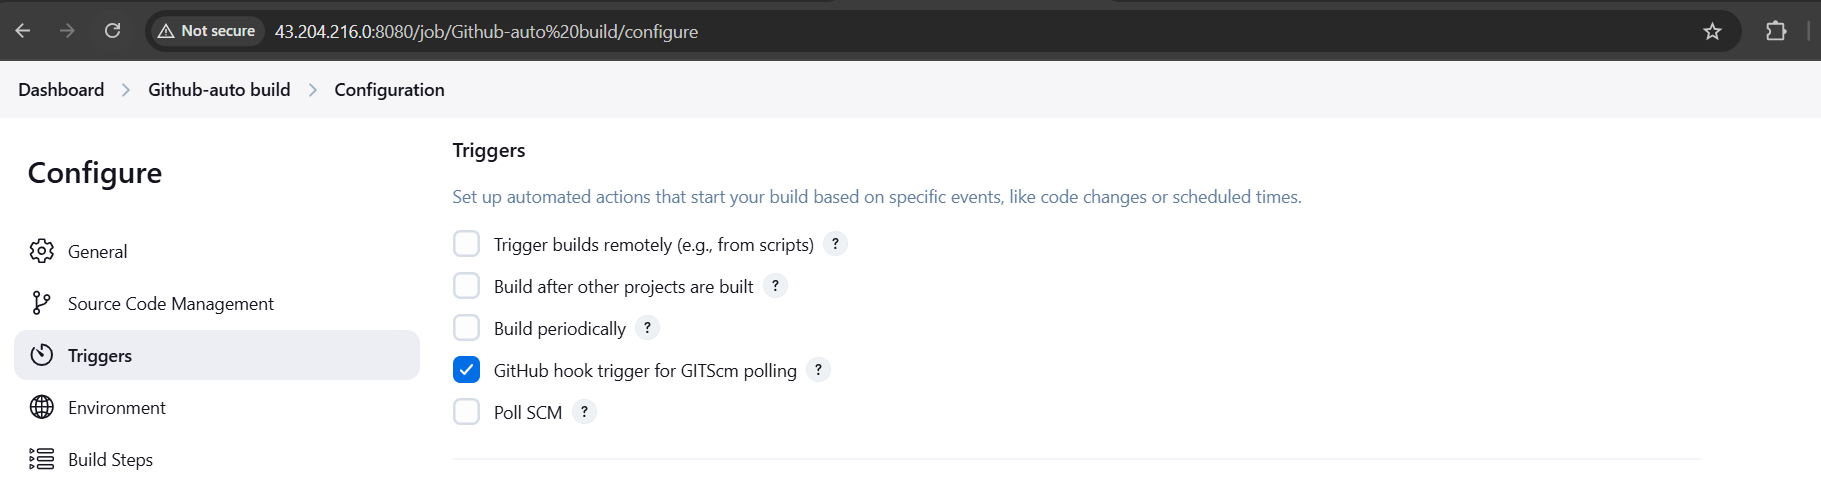 Not secure 43.204.216.0:8080/job/Github-auto%20build/configure
Dashboard > Github-auto build > Configuration
Configure
General
Source Code Management
Triggers
Environment
Build Steps
Triggers
Set up automated actions that start your build based on specific events, like code changes or scheduled times.
Trigger builds remotely (e.g., from scripts) ?
Build after other projects are built ?
Build periodically ?
GitHub hook trigger for GITScm polling ?
Poll SCM ?